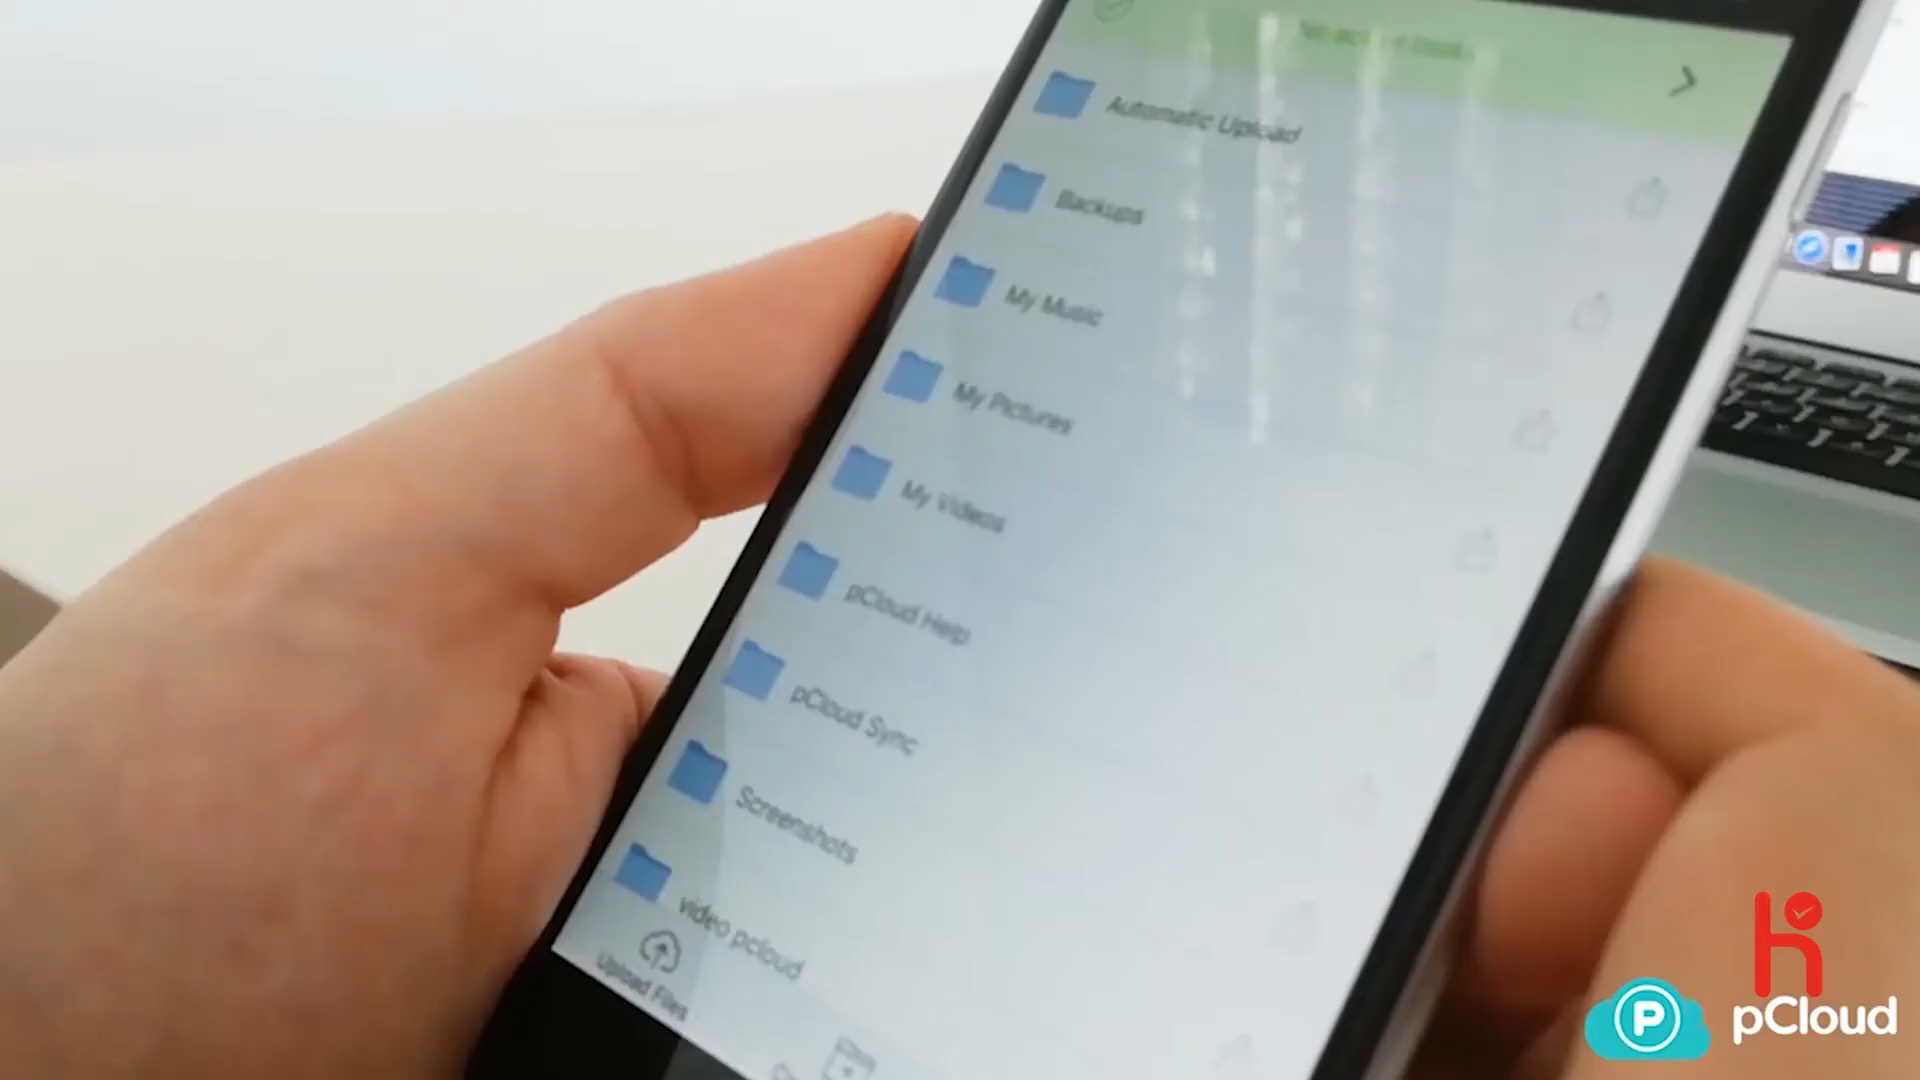 Automatic Upload
Backups
My Music
My Pictures
My Videos
pCloud Help
pCloud Sync
Screenshots
video pcloud
Upload Files
P pCloud